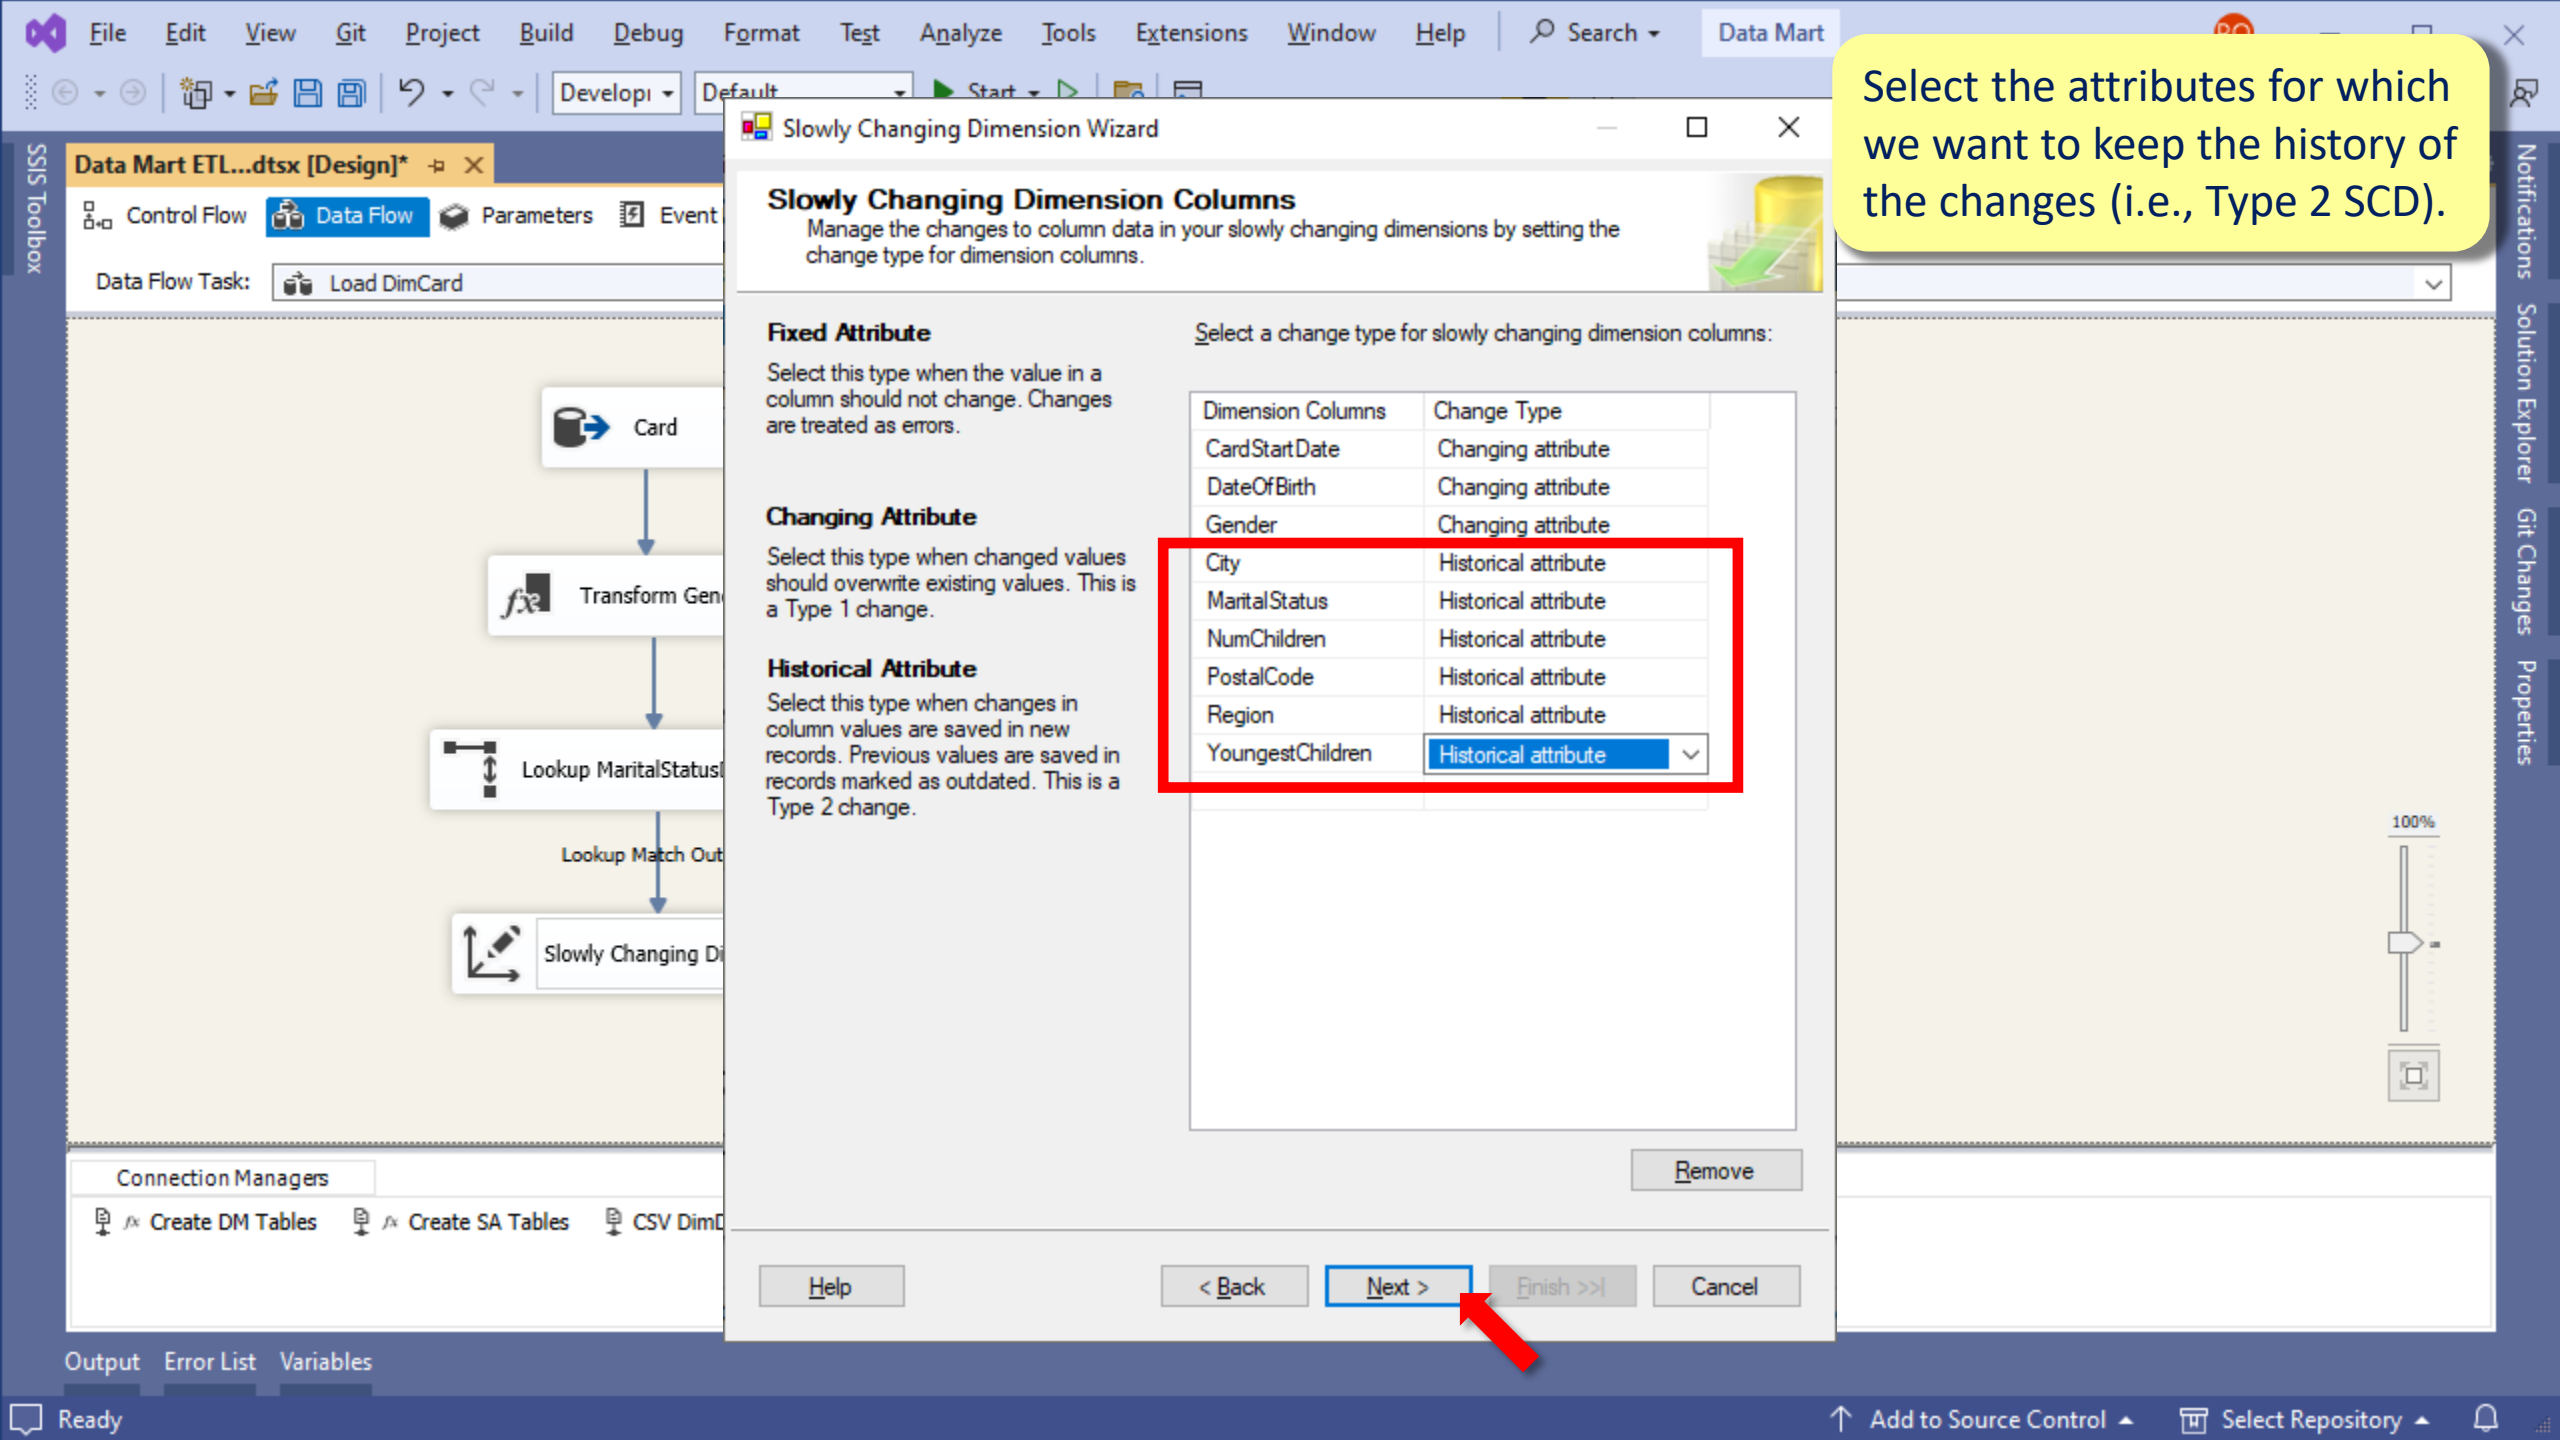 File Edit View Git Project Build Debug Format Test Analyze Tools Extensions Window Help Search Data Mart
Default Start
Select the attributes for which
we want to keep the history of
the changes (i.e., Type 2 SCD).
SSIS Toolbox
Data Mart ETL...dtsx [Design]*
Control Flow Data Flow Parameters Event
Data Flow Task: Load DimCard
Card
Transform Gen
Lookup MaritalStatus
Lookup Match Out
Slowly Changing Di
Slowly Changing Dimension Wizard
Slowly Changing Dimension Columns
Manage the changes to column data in your slowly changing dimensions by setting the
change type for dimension columns.
Fixed Attribute
Select this type when the value in a
column should not change. Changes
are treated as errors.
Changing Attribute
Select this type when changed values
should overwrite existing values. This is
a Type 1 change.
Historical Attribute
Select this type when changes in
column values are saved in new
records. Previous values are saved in
records marked as outdated. This is a
Type 2 change.
Select a change type for slowly changing dimension columns:
Dimension Columns Change Type
CardStartDate Changing attribute
DateOfBirth Changing attribute
Gender Changing attribute
City Historical attribute
MaritalStatus Historical attribute
NumChildren Historical attribute
PostalCode Historical attribute
Region Historical attribute
YoungestChildren Historical attribute
Remove
Help < Back Next > Finish >>| Cancel
Notifications
Solution Explorer
Git Changes
Properties
100%
Connection Managers
Create DM Tables Create SA Tables CSV Dim
Output Error List Variables
Ready Add to Source Control Select Repository